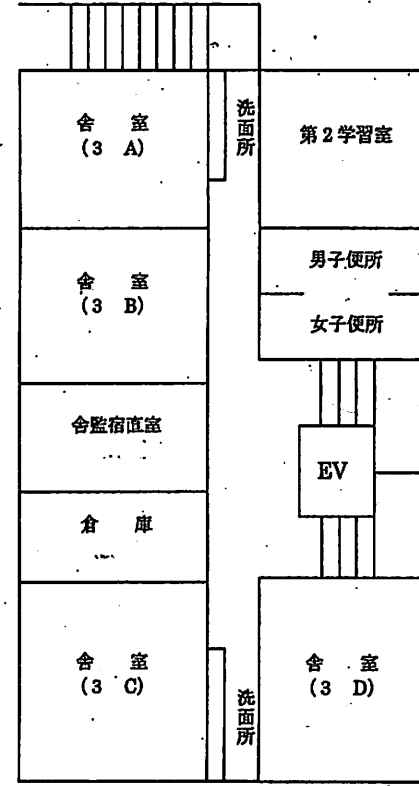 舎 室
(3 A)
洗面所
第2学習室
舎 室
(3 B)
男子便所
女子便所
舎監宿直室
EV
倉 庫
舎 室
(3 C)
洗面所
舎 室
(3 D)